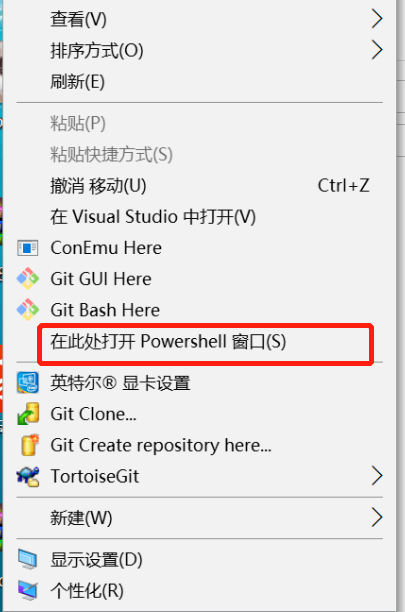 查看(V)
排序方式(O)
刷新(E)
粘贴(P)
粘贴快捷方式(S)
撤消 移动(U) Ctrl+Z
在 Visual Studio 中打开(V)
ConEmu Here
Git GUI Here
Git Bash Here
在此处打开 Powershell 窗口(S)
英特尔® 显卡设置
Git Clone...
Git Create repository here...
TortoiseGit
新建(W)
显示设置(D)
个性化(R)